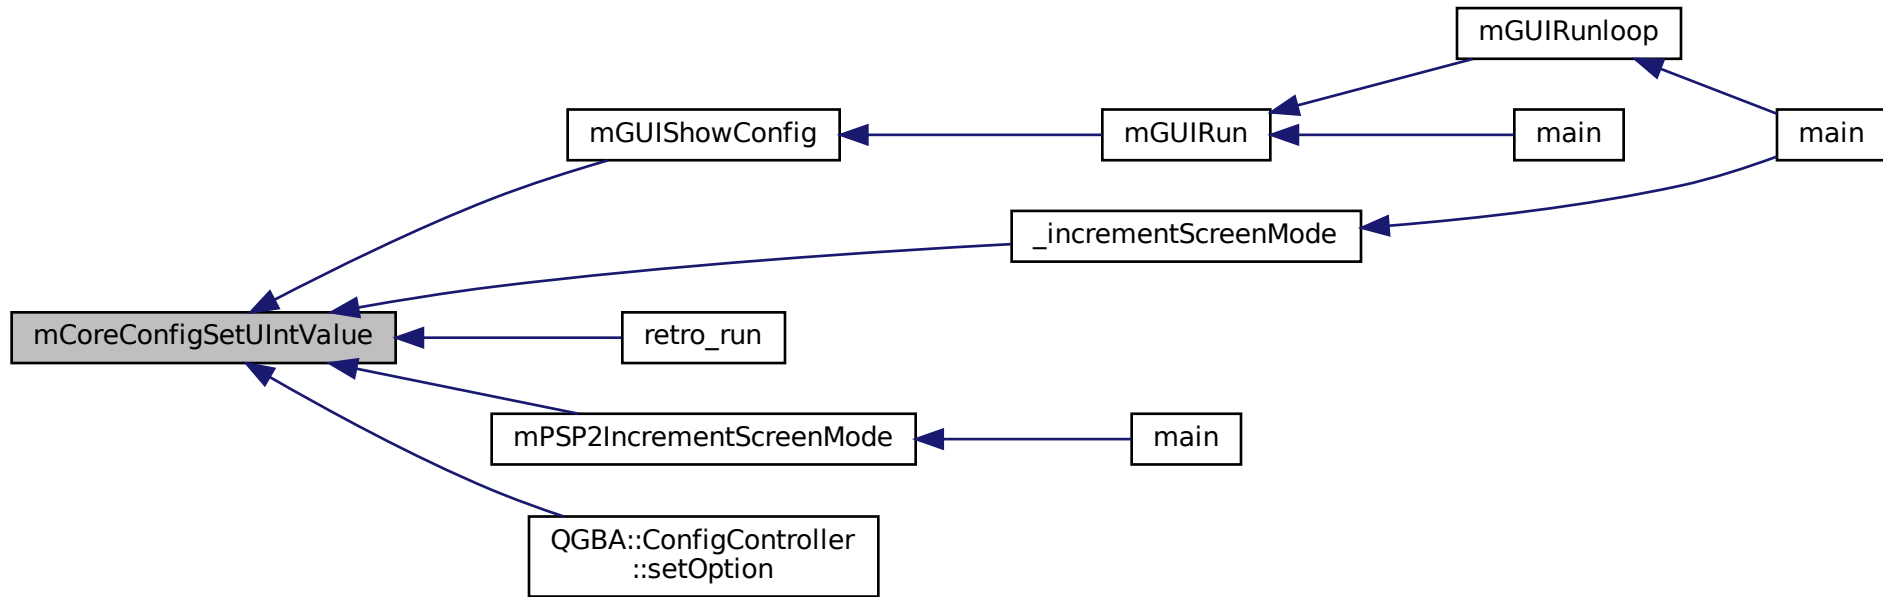 mGUIRunloop
mGUIShowConfig
mGUIRun
main
main
_incrementScreenMode
mCoreConfigSetUIntValue
retro_run
mPSP2IncrementScreenMode
main
QGBA::ConfigController
::setOption